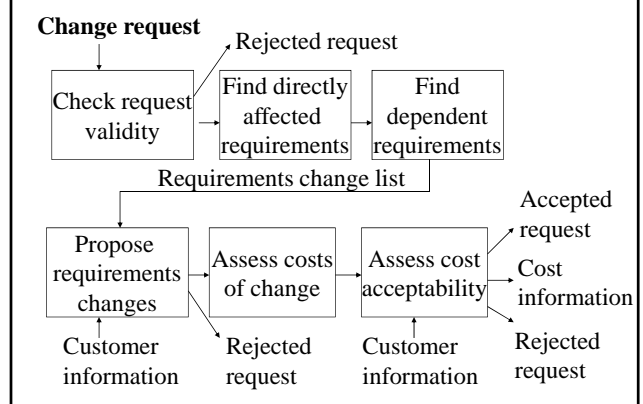 Change request
Rejected request
Check request
validity
Find directly
affected
requirements
Find
dependent
requirements
Requirements change list
Propose
requirements
changes
Assess costs
of change
Assess cost
acceptability
Accepted
request
Cost
information
Rejected
request
Customer
information
Rejected
request
Customer
information